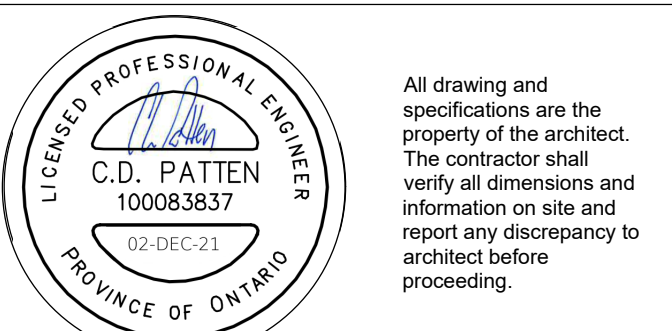 LICENSED PROFESSIONAL ENGINEER
C.D. PATTEN
100083837
02-DEC-21
PROVINCE OF ONTARIO
All drawing and
specifications are the
property of the architect.
The contractor shall
verify all dimensions and
information on site and
report any discrepancy to
architect before
proceeding.